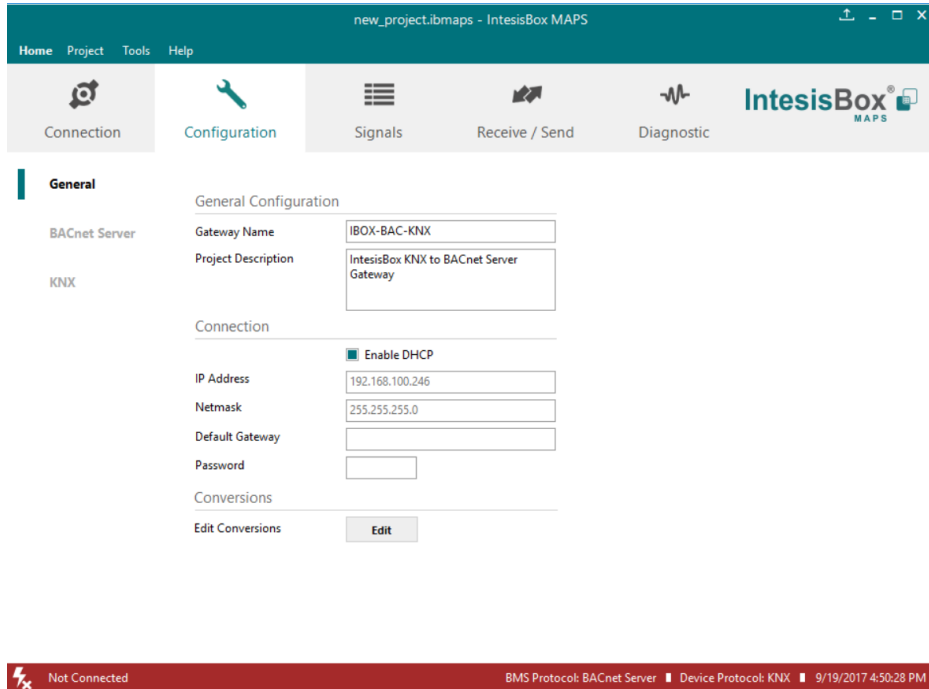 new_project.ibmaps - IntesisBox MAPS
Home Project Tools Help
Connection Configuration Signals Receive / Send Diagnostic
IntesisBox®
MAPS
General
BACnet Server
KNX
General Configuration
Gateway Name IBOX-BAC-KNX
Project Description IntesisBox KNX to BACnet Server
Gateway
Connection
Enable DHCP
IP Address 192.168.100.246
Netmask 255.255.255.0
Default Gateway
Password
Conversions
Edit Conversions Edit
Not Connected BMS Protocol: BACnet Server Device Protocol: KNX 9/19/2017 4:50:28 PM